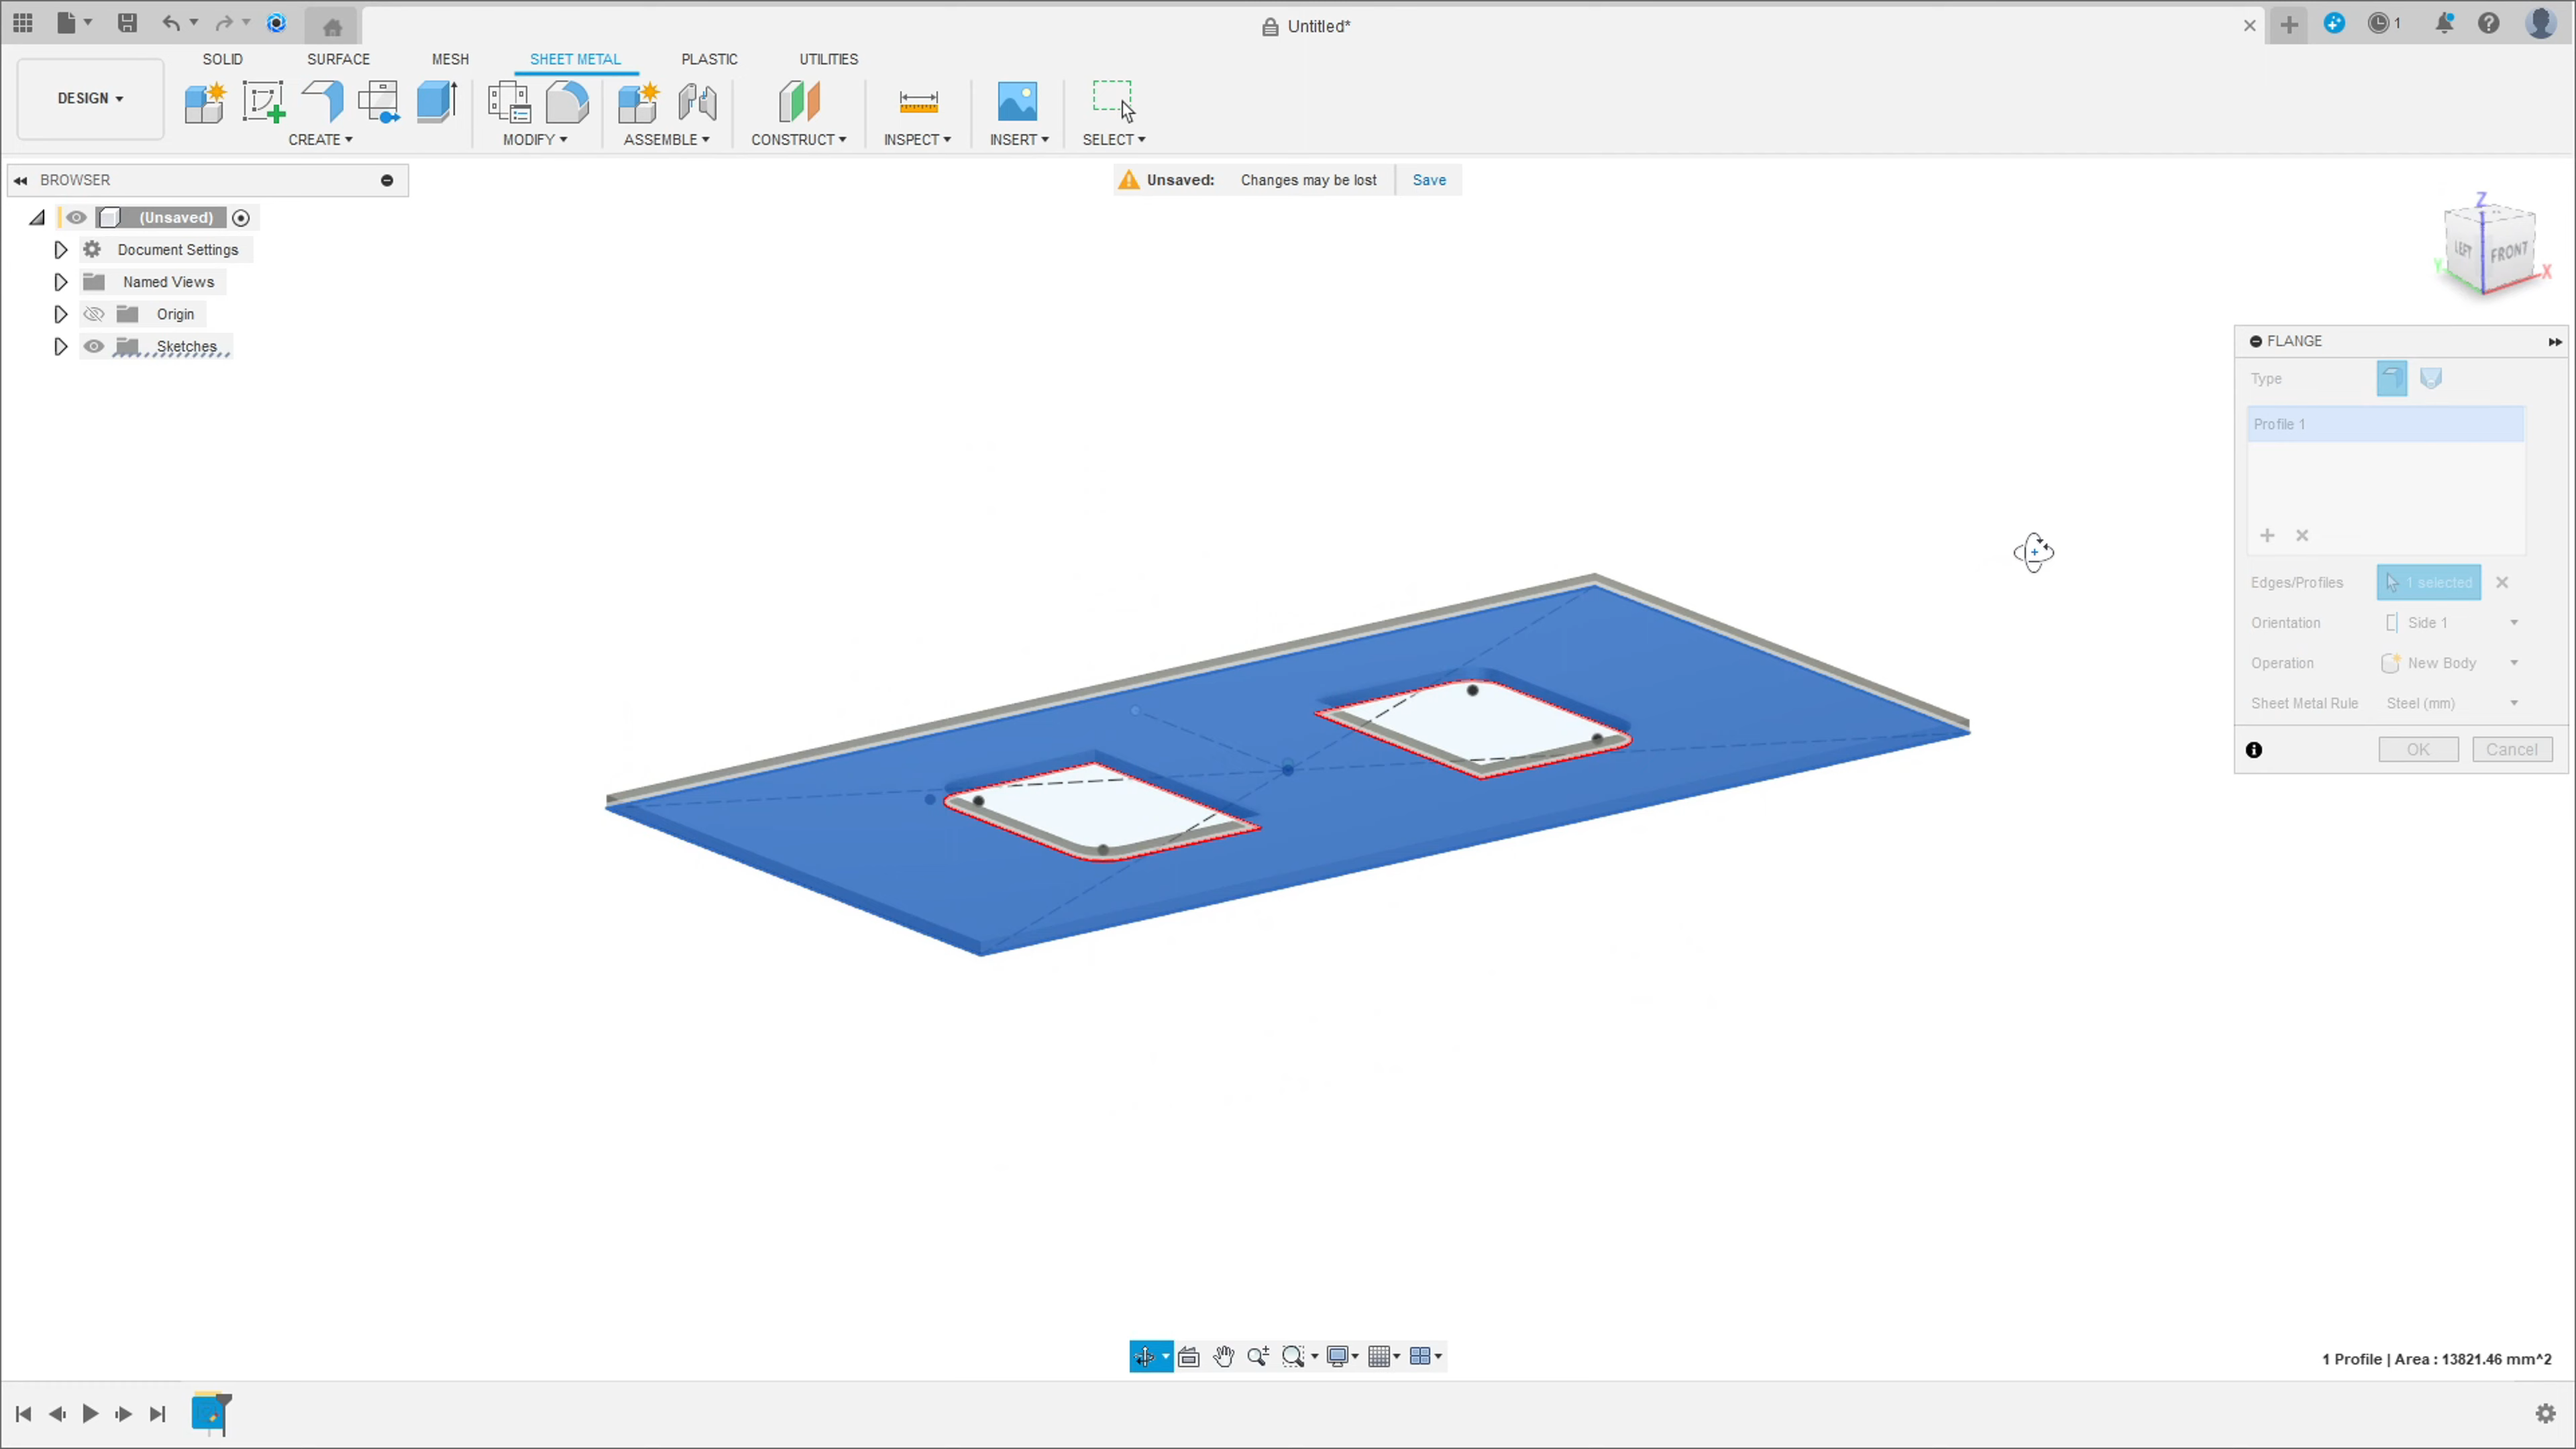 Untitled*
1
SOLID SURFACE MESH SHEET METAL PLASTIC UTILITIES
DESIGN
CREATE MODIFY ASSEMBLE CONSTRUCT INSPECT INSERT SELECT
BROWSER
Unsaved: Changes may be lost Save
(Unsaved)
Document Settings
Named Views
Origin
Sketches
Z
LEFT FRONT
Y X
FLANGE
Type
Profile 1
Edges/Profiles 1 selected
Orientation Side 1
Operation New Body
Sheet Metal Rule Steel (mm)
OK Cancel
1 Profile | Area : 13821.46 mm^2